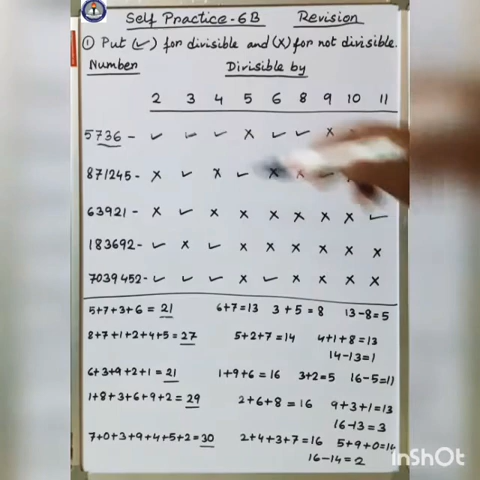 Self Practice - 6B Revision
① Put (✓) for divisible and (X) for not divisible.
Number Divisible by
2 3 4 5 6 8 9 10 11
5736 - ✓ ✓ ✓ X ✓ ✓ X
871245 - X ✓ X ✓ X X
63921 - X ✓ X X X X X X ✓
183692 - ✓ X ✓ X X X X X X
7039452 - ✓ ✓ ✓ X ✓ X X X X
5+7+3+6 = 21 6+7=13 3+5=8 13-8=5
8+7+1+2+4+5=27 5+2+7=14 4+1+8=13
14-13=1
6+3+9+2+1=21 1+9+6=16 3+2=5 16-5=11
1+8+3+6+9+2=29 2+6+8=16 9+3+1=13
16-13=3
7+0+3+9+4+5+2=30 2+4+3+7=16 5+9+0=14
16-14=2
InShOt